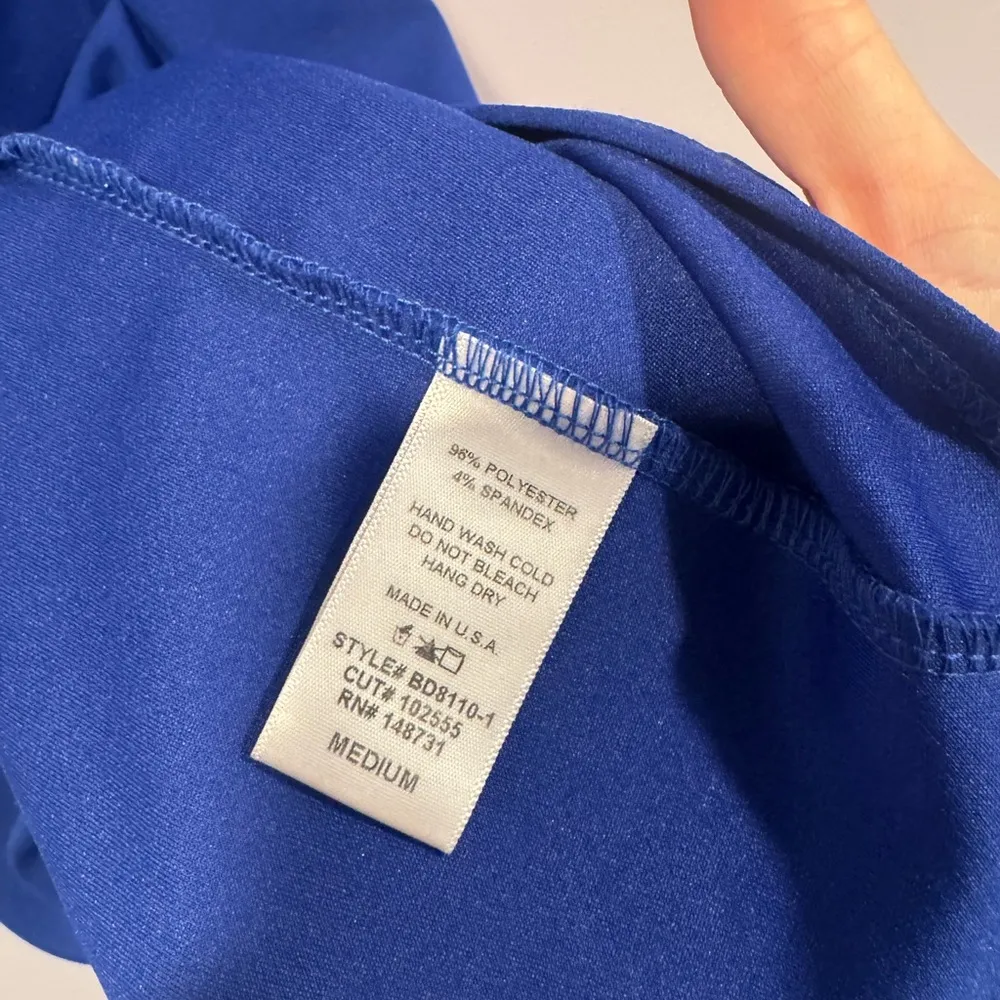 96% POLYESTER
4% SPANDEX
HAND WASH COLD
DO NOT BLEACH
HANG DRY
MADE IN U.S.A
STYLE# BD8110-1
CUT# 102555
RN# 148731
MEDIUM